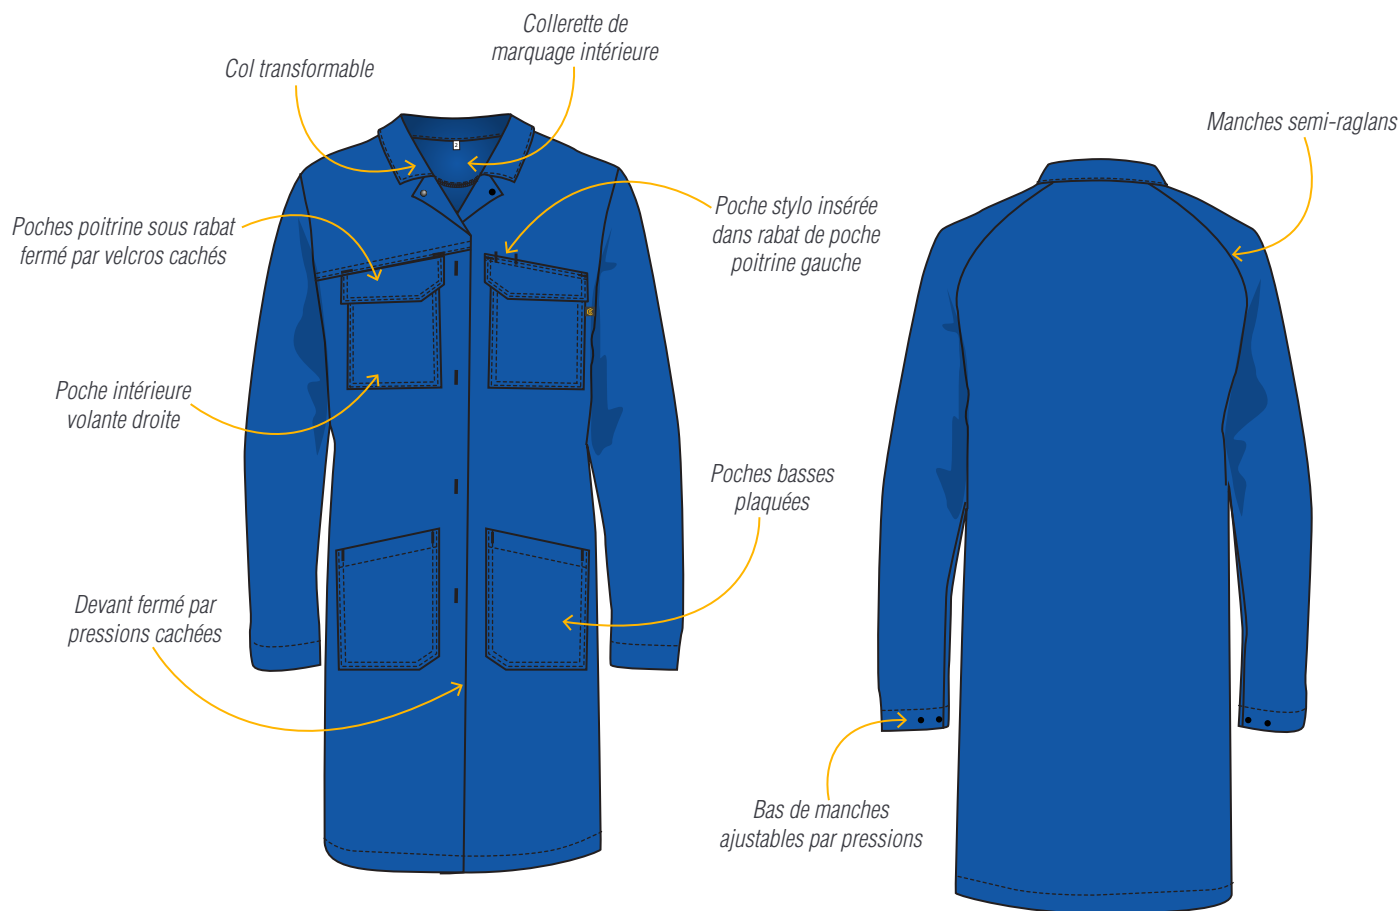 Collerette de
marquage intérieure
Col transformable
Manches semi-raglans
Poches poitrine sous rabat
fermé par velcros cachés
Poche stylo insérée
dans rabat de poche
poitrine gauche
Poche intérieure
volante droite
Poches basses
plaquées
Devant fermé par
pressions cachées
Bas de manches
ajustables par pressions